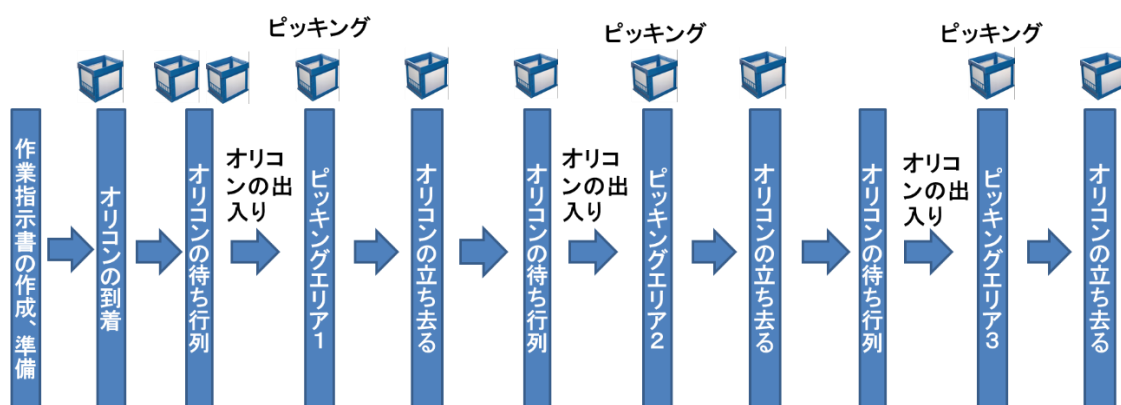 ピッキング
ピッキング
ピッキング
作業指示書の作成、準備
オリコンの到着
オリコンの待ち行列
オリコ
ンの出
入り
ピッキングエリア1
オリコンの立ち去る
オリコンの待ち行列
オリコ
ンの出
入り
ピッキングエリア2
オリコンの立ち去る
オリコンの待ち行列
オリコ
ンの出
入り
ピッキングエリア3
オリコンの立ち去る